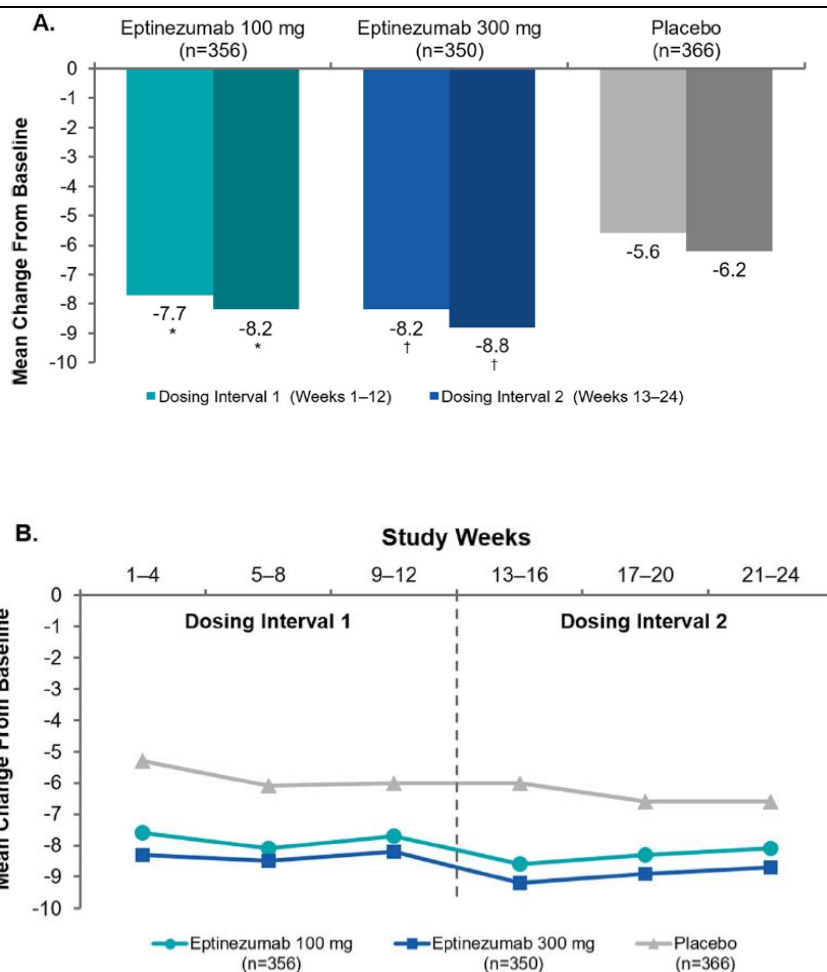 A.
Eptinezumab 100 mg
(n=356)
Eptinezumab 300 mg
(n=350)
Placebo
(n=366)
Mean Change From Baseline
0
-1
-2
-3
-4
-5
-6
-7
-8
-9
-10
-7.7
*
-8.2
*
-8.2
†
-8.8
†
-5.6
-6.2
Dosing Interval 1 (Weeks 1–12)
Dosing Interval 2 (Weeks 13–24)
B.
Study Weeks
1–4 5–8 9–12 13–16 17–20 21–24
Mean Change From Baseline
0
-1
-2
-3
-4
-5
-6
-7
-8
-9
-10
Dosing Interval 1
Dosing Interval 2
Eptinezumab 100 mg
(n=356)
Eptinezumab 300 mg
(n=350)
Placebo
(n=366)